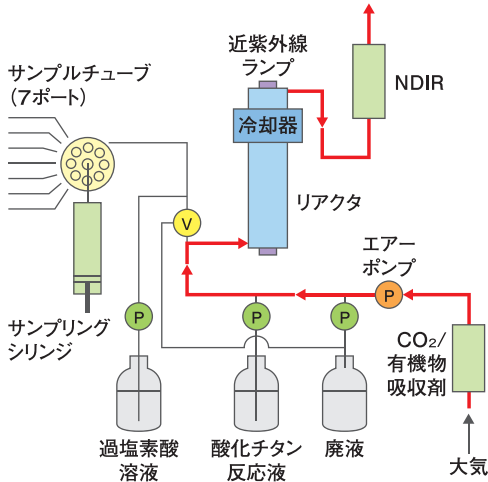 近紫外線
ランプ
サンプルチューブ
(7ポート)
NDIR
冷却器
リアクタ
V
エアー
ポンプ
P
サンプリング
シリンジ
P
P
P
CO₂/
有機物
吸収剤
過塩素酸
溶液
酸化チタン
反応液
廃液
大気